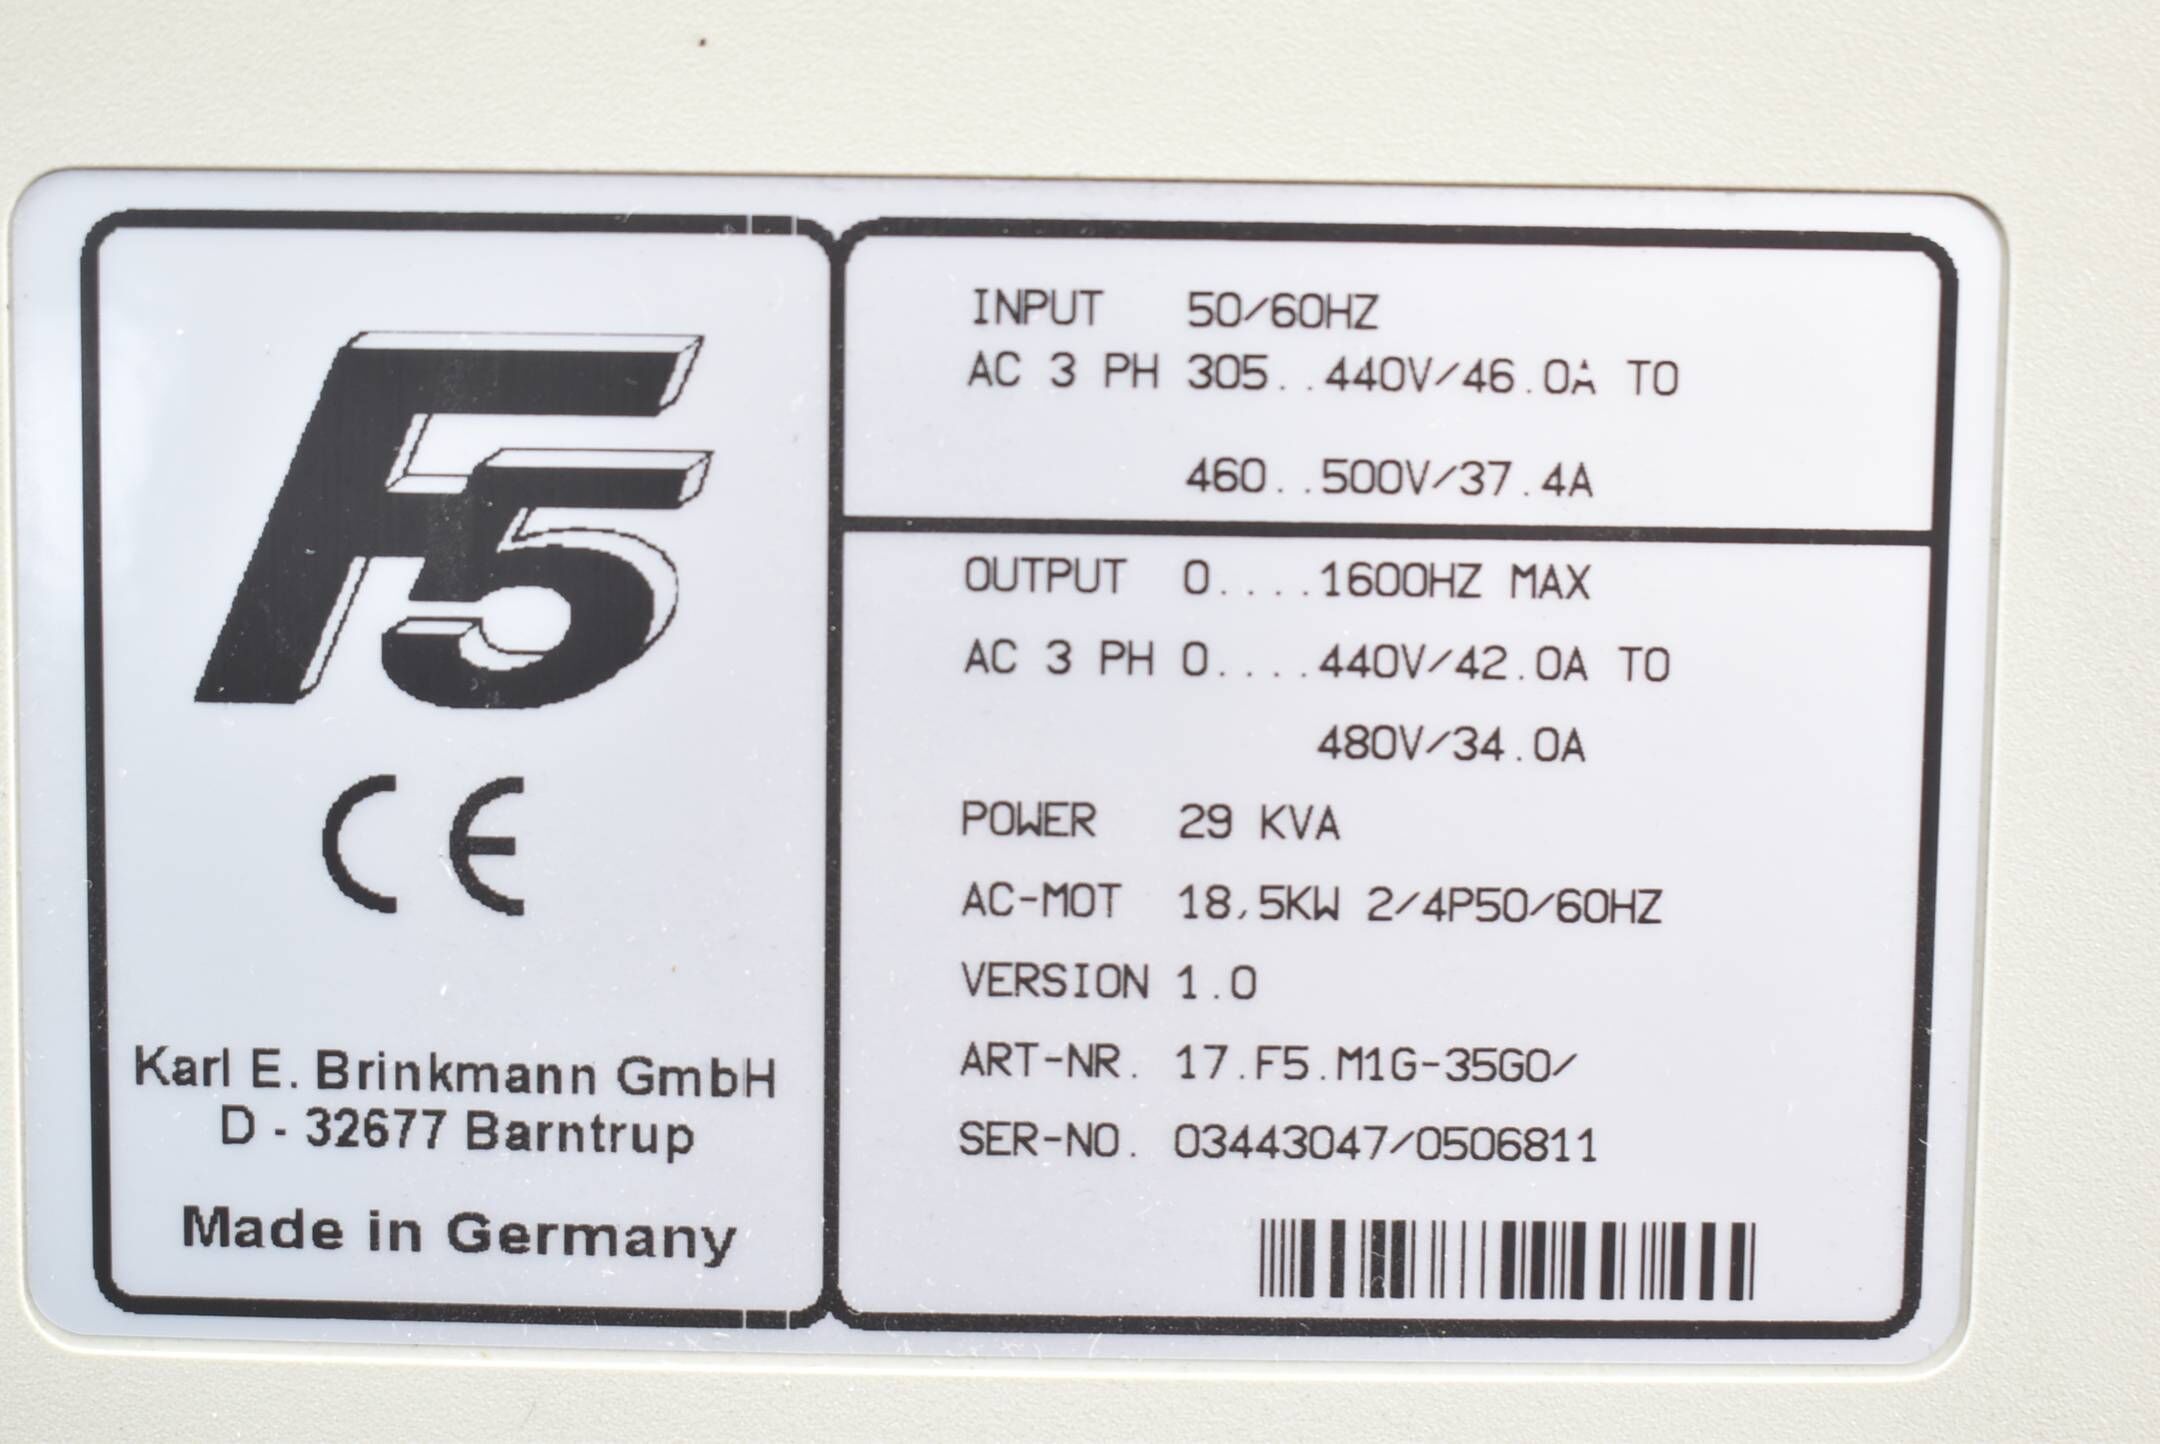 F5
CE
Karl E. Brinkmann GmbH
D - 32677 Barntrup
Made in Germany
INPUT 50/60HZ
AC 3 PH 305..440V/46.0A TO
460..500V/37.4A
OUTPUT 0....1600HZ MAX
AC 3 PH 0....440V/42.0A TO
480V/34.0A
POWER 29 KVA
AC-MOT 18,5KW 2/4P50/60HZ
VERSION 1.0
ART-NR. 17.F5.M1G-35G0/
SER-NO. 03443047/0506811